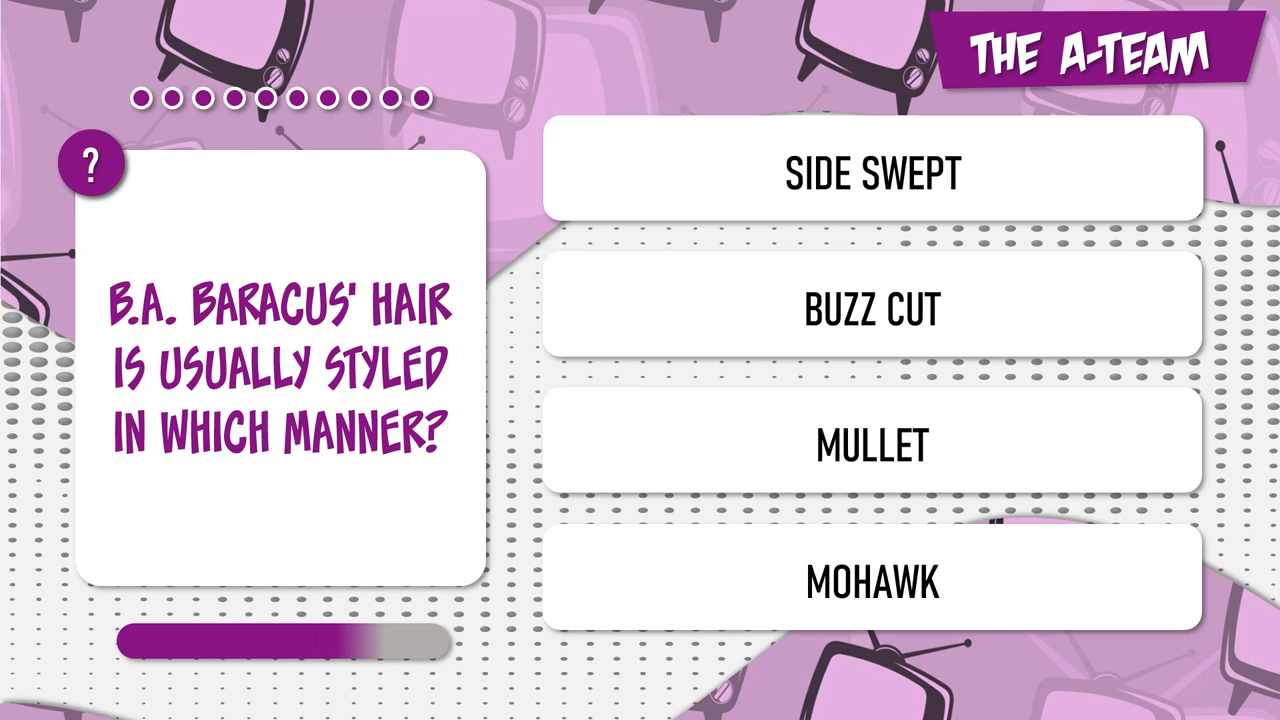 THE A-TEAM
?
B.A. BARACUS' HAIR
IS USUALLY STYLED
IN WHICH MANNER?
SIDE SWEPT
BUZZ CUT
MULLET
MOHAWK